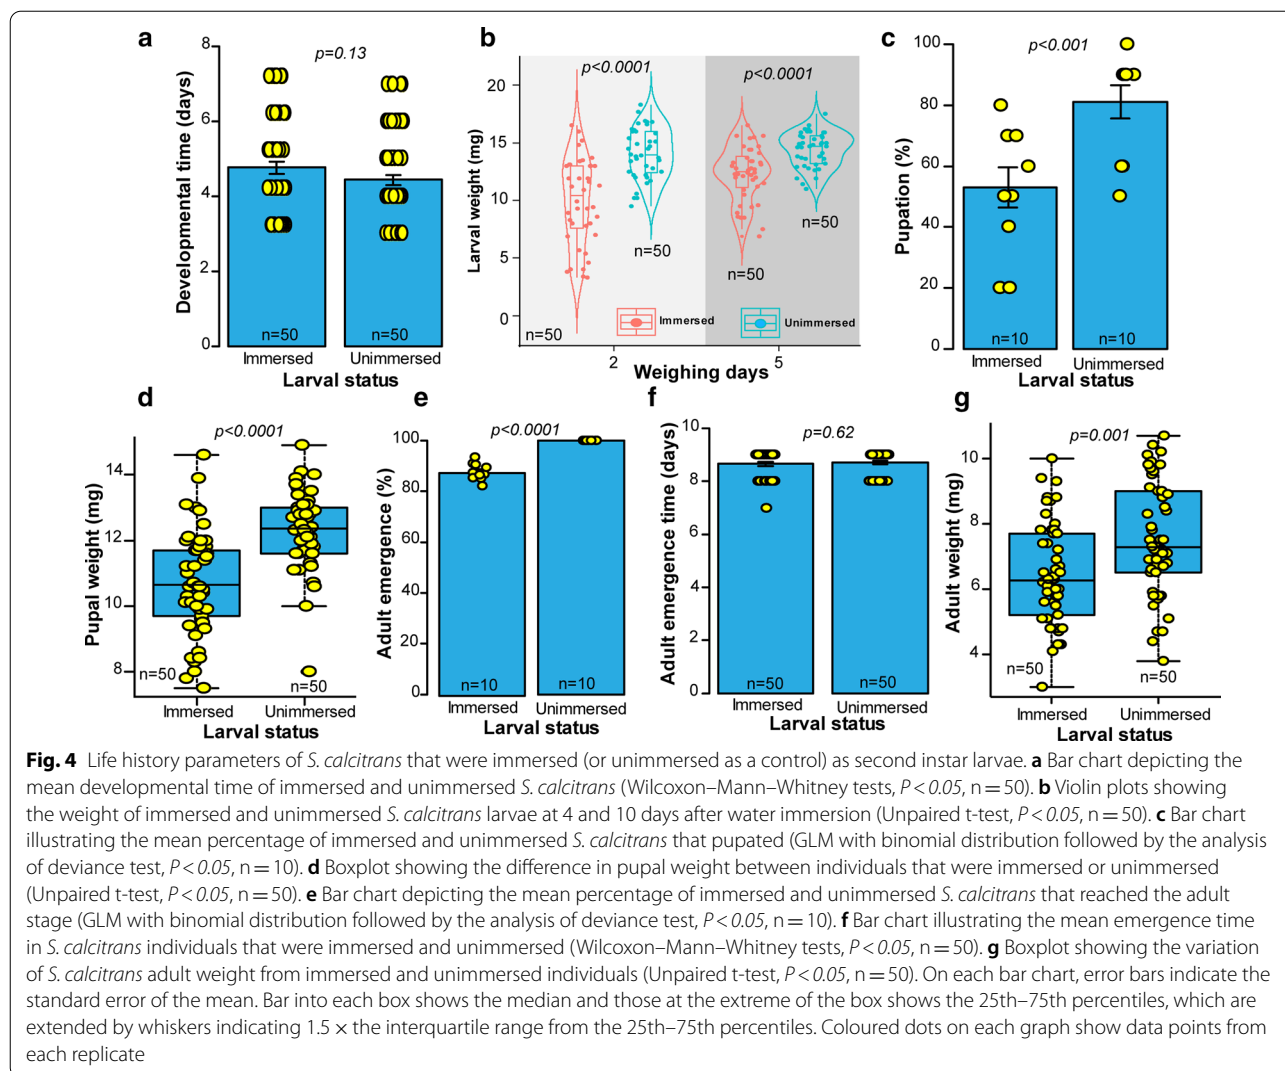 a
p=0.13
Developmental time (days)
8
6
4
2
0
n=50
n=50
Immersed
Unimmersed
Larval status
b
p<0.0001
p<0.0001
Larval weight (mg)
20
15
10
5
0
n=50
n=50
n=50
n=50
Immersed
Unimmersed
2
5
Weighing days
c
p<0.001
Pupation (%)
100
80
60
40
20
0
n=10
n=10
Immersed
Unimmersed
Larval status
d
p<0.0001
Pupal weight (mg)
14
12
10
8
n=50
n=50
Immersed
Unimmersed
Larval status
e
p<0.0001
Adult emergence (%)
100
80
60
40
20
0
n=10
n=10
Immersed
Unimmersed
Larval status
f
p=0.62
Adult emergence time (days)
10
8
6
4
2
0
n=50
n=50
Immersed
Unimmersed
Larval status
g
p=0.001
Adult weight (mg)
10
8
6
4
n=50
n=50
Immersed
Unimmersed
Larval status
Fig. 4 Life history parameters of S. calcitrans that were immersed (or unimmersed as a control) as second instar larvae. a Bar chart depicting the
mean developmental time of immersed and unimmersed S. calcitrans (Wilcoxon–Mann–Whitney tests, P < 0.05, n = 50). b Violin plots showing
the weight of immersed and unimmersed S. calcitrans larvae at 4 and 10 days after water immersion (Unpaired t-test, P < 0.05, n = 50). c Bar chart
illustrating the mean percentage of immersed and unimmersed S. calcitrans that pupated (GLM with binomial distribution followed by the analysis
of deviance test, P < 0.05, n = 10). d Boxplot showing the difference in pupal weight between individuals that were immersed or unimmersed
(Unpaired t-test, P < 0.05, n = 50). e Bar chart depicting the mean percentage of immersed and unimmersed S. calcitrans that reached the adult
stage (GLM with binomial distribution followed by the analysis of deviance test, P < 0.05, n = 10). f Bar chart illustrating the mean emergence time
in S. calcitrans individuals that were immersed and unimmersed (Wilcoxon–Mann–Whitney tests, P < 0.05, n = 50). g Boxplot showing the variation
of S. calcitrans adult weight from immersed and unimmersed individuals (Unpaired t-test, P < 0.05, n = 50). On each bar chart, error bars indicate the
standard error of the mean. Bar into each box shows the median and those at the extreme of the box shows the 25th–75th percentiles, which are
extended by whiskers indicating 1.5 × the interquartile range from the 25th–75th percentiles. Coloured dots on each graph show data points from
each replicate